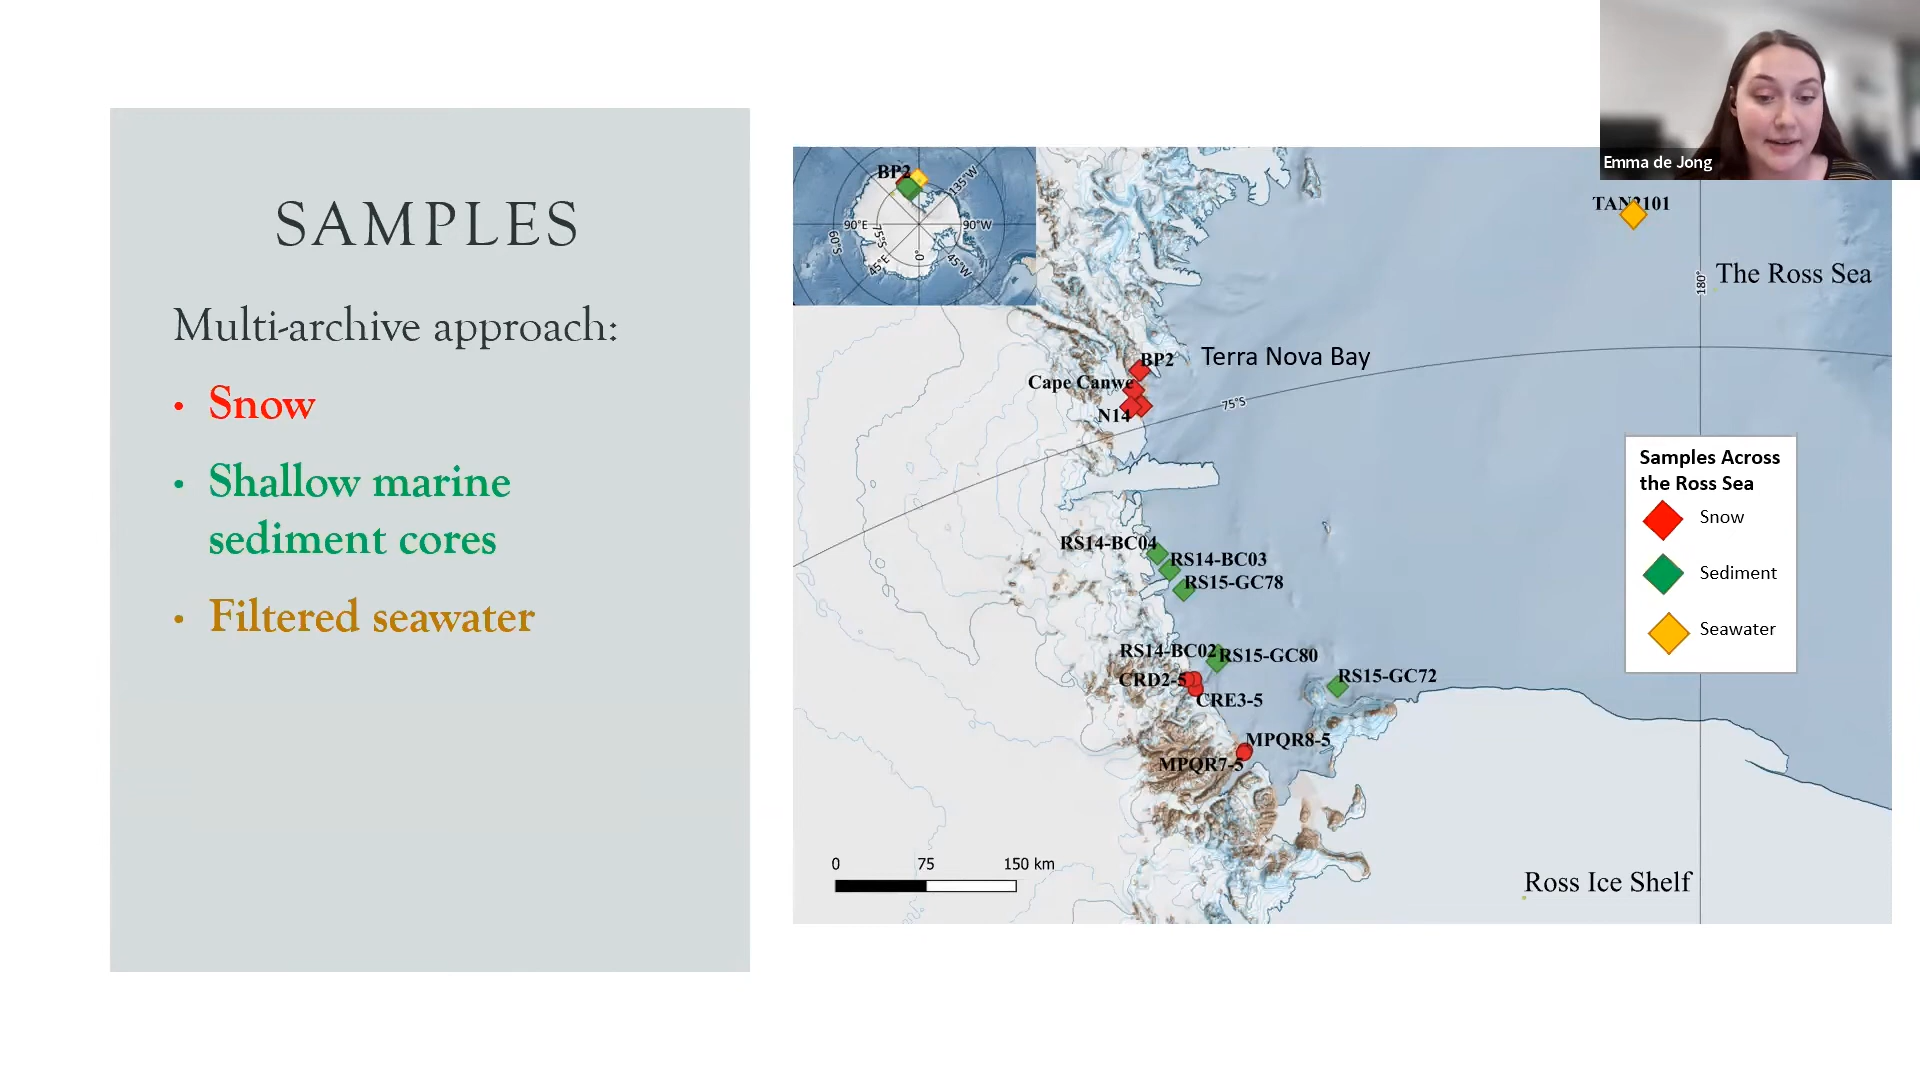 SAMPLES
Multi-archive approach:
• Snow
• Shallow marine
sediment cores
• Filtered seawater
BP2
135°W
90°E
75°S
90°W
60°S
45°E
0°
45°W
Emma de Jong
TAN2101
180°
The Ross Sea
BP2
Terra Nova Bay
Cape Canwe
N14
75°S
Samples Across
the Ross Sea
Snow
Sediment
Seawater
RS14-BC04
RS14-BC03
RS15-GC78
RS14-BC02
RS15-GC80
CRD2-5
CRE3-5
RS15-GC72
MPQR8-5
MPQR7-5
0 75 150 km
Ross Ice Shelf